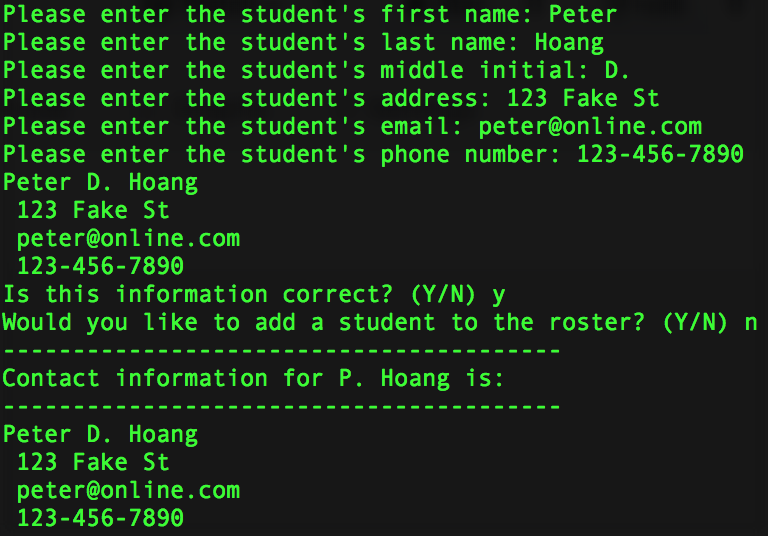 Please enter the student's first name: Peter
Please enter the student's last name: Hoang
Please enter the student's middle initial: D.
Please enter the student's address: 123 Fake St
Please enter the student's email: peter@online.com
Please enter the student's phone number: 123-456-7890
Peter D. Hoang
 123 Fake St
 peter@online.com
 123-456-7890
Is this information correct? (Y/N) y
Would you like to add a student to the roster? (Y/N) n
----------------------------------------
Contact information for P. Hoang is:
----------------------------------------
Peter D. Hoang
 123 Fake St
 peter@online.com
 123-456-7890